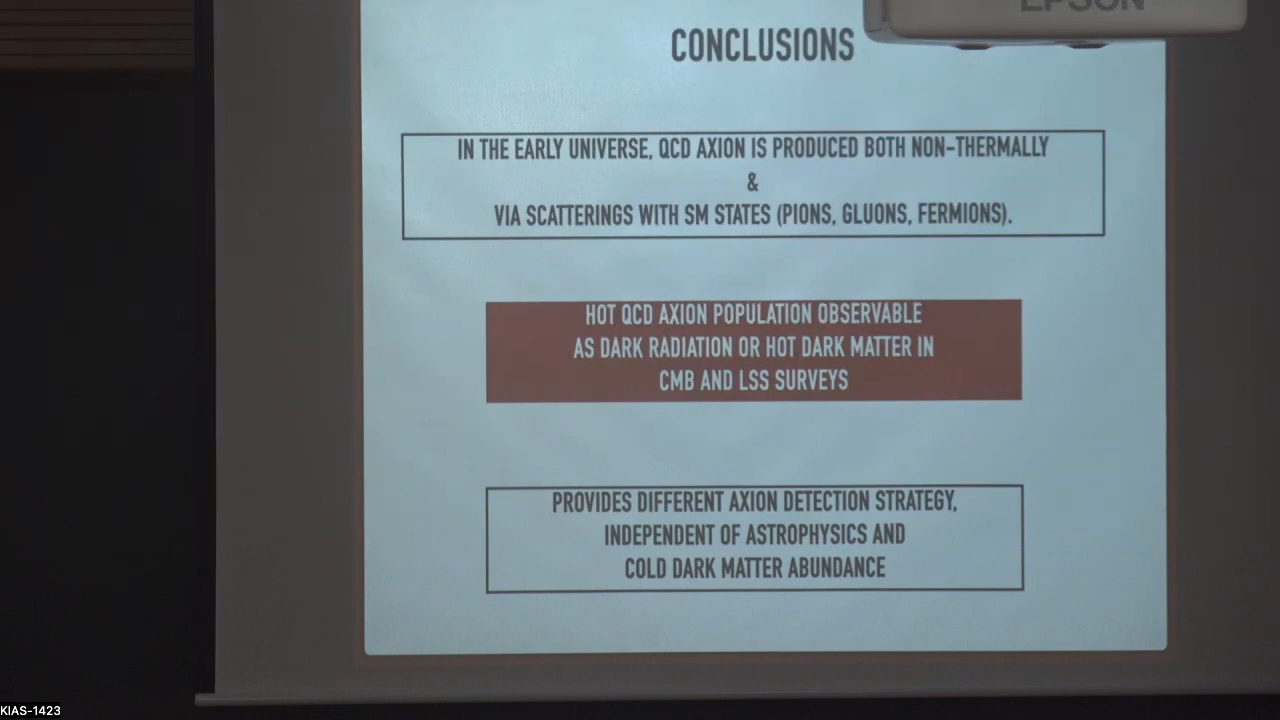 EPSON
CONCLUSIONS
IN THE EARLY UNIVERSE, QCD AXION IS PRODUCED BOTH NON-THERMALLY
&
VIA SCATTERINGS WITH SM STATES (PIONS, GLUONS, FERMIONS).
HOT QCD AXION POPULATION OBSERVABLE
AS DARK RADIATION OR HOT DARK MATTER IN
CMB AND LSS SURVEYS
PROVIDES DIFFERENT AXION DETECTION STRATEGY,
INDEPENDENT OF ASTROPHYSICS AND
COLD DARK MATTER ABUNDANCE
KIAS-1423